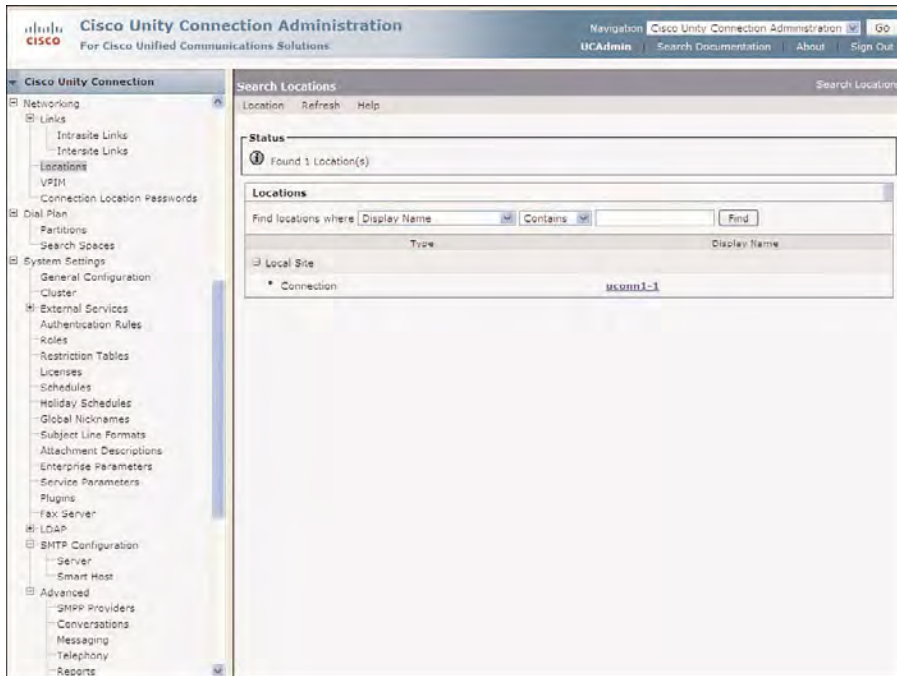 Cisco Unity Connection Administration
For Cisco Unified Communications Solutions
Navigation Cisco Unity Connection Administration Go
UCAdmin Search Documentation About Sign Out
cisco
Cisco Unity Connection
Networking
Links
Intrasite Links
Intersite Links
Locations
VPIM
Connection Location Passwords
Dial Plan
Partitions
Search Spaces
System Settings
General Configuration
Cluster
External Services
Authentication Rules
Roles
Restriction Tables
Licenses
Schedules
Holiday Schedules
Global Nicknames
Subject Line Formats
Attachment Descriptions
Enterprise Parameters
Service Parameters
Plugins
Fax Server
LDAP
SMTP Configuration
Server
Smart Host
Advanced
SMPP Providers
Conversations
Messaging
Telephony
Reports
Search Locations
Search Location
Location Refresh Help
Status
Found 1 Location(s)
Locations
Find locations where Display Name Contains Find
Type Display Name
Local Site
Connection uconn1-1